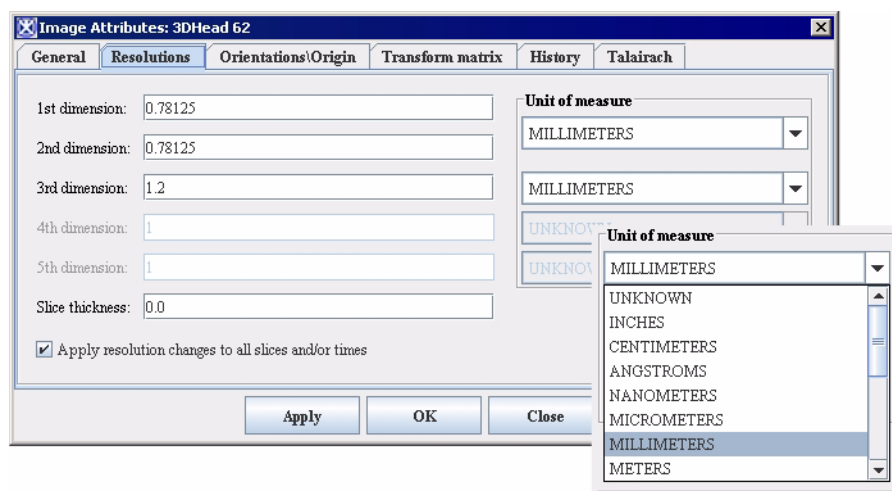 Image Attributes: 3DHead 62
General Resolutions Orientations\Origin Transform matrix History Talairach
Unit of measure
1st dimension: 0.78125
MILLIMETERS
2nd dimension: 0.78125
3rd dimension: 1.2 MILLIMETERS
4th dimension: 1
5th dimension: 1
Slice thickness: 0.0
Apply resolution changes to all slices and/or times
Apply OK Close
Unit of measure
MILLIMETERS
UNKNOWN
INCHES
CENTIMETERS
ANGSTROMS
NANOMETERS
MICROMETERS
MILLIMETERS
METERS